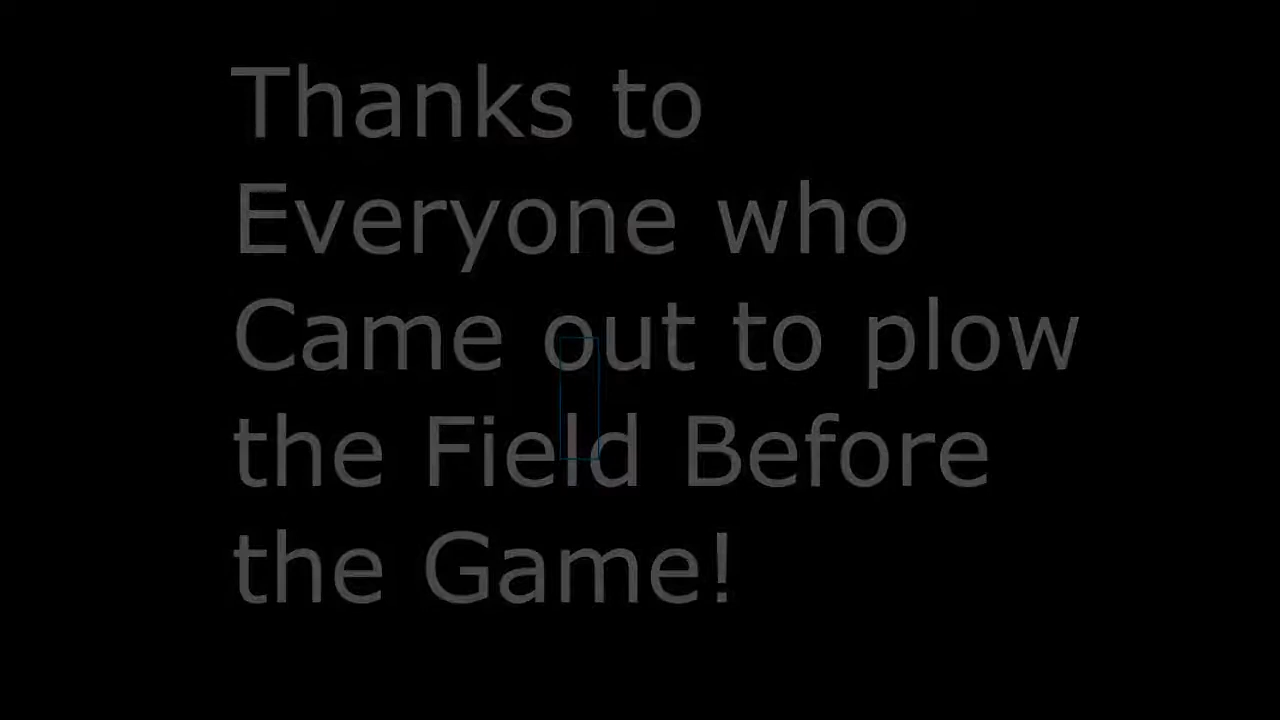 Thanks to
Everyone who
Came out to plow
the Field Before
the Game!